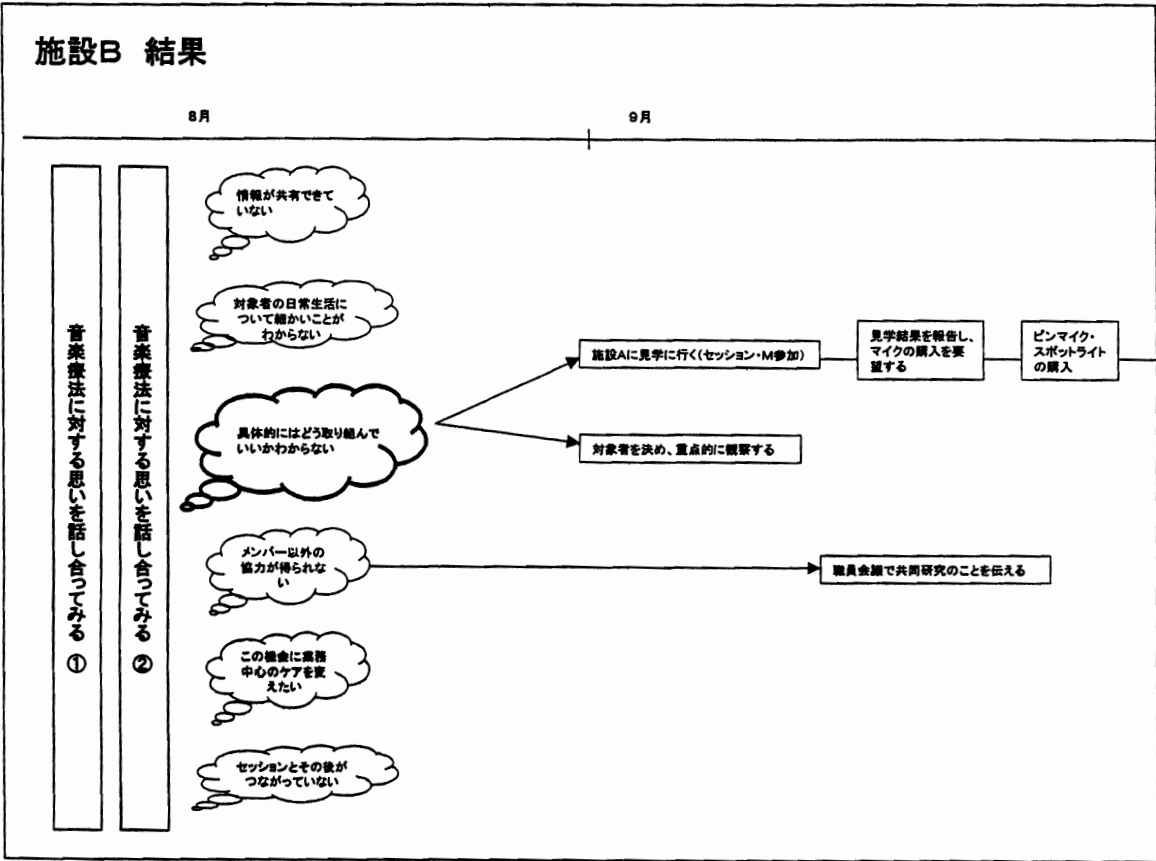 施設B 結果
8月
9月
音楽療法に対する思いを話し合ってみる ①
音楽療法に対する思いを話し合ってみる ②
情報が共有できて
いない
対象者の日常生活に
ついて細かいことが
わからない
具体的にはどう取り組んで
いいかわからない
メンバー以外の
協力が得られな
い
この機会に業務
中心のケアを変
えたい
セッションとその後が
つながっていない
施設Aに見学に行く(セッション・M参加)
対象者を決め、重点的に観察する
見学結果を報告し、
マイクの購入を要
望する
ピンマイク・
スポットライト
の購入
職員会議で共同研究のことを伝える